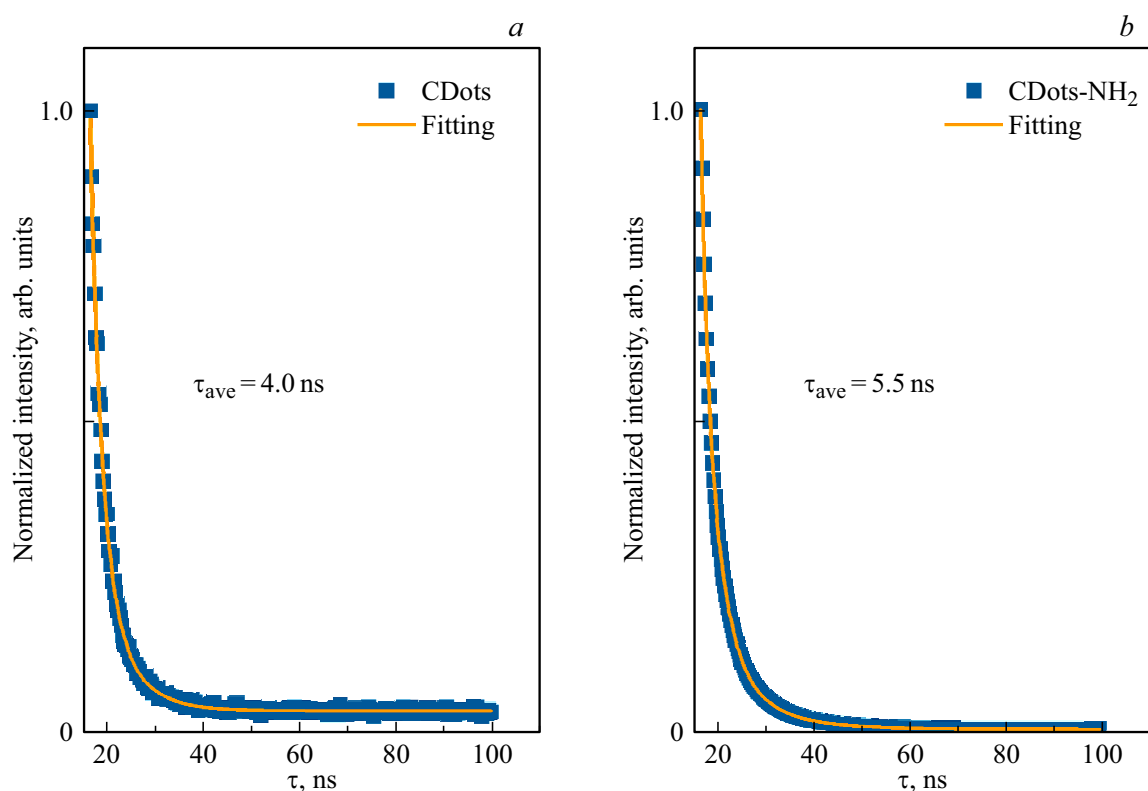 a
CDots
Fitting
1.0
0
Normalized intensity, arb. units
τave = 4.0 ns
20 40 60 80 100
τ, ns
b
CDots-NH2
Fitting
1.0
0
Normalized intensity, arb. units
τave = 5.5 ns
20 40 60 80 100
τ, ns